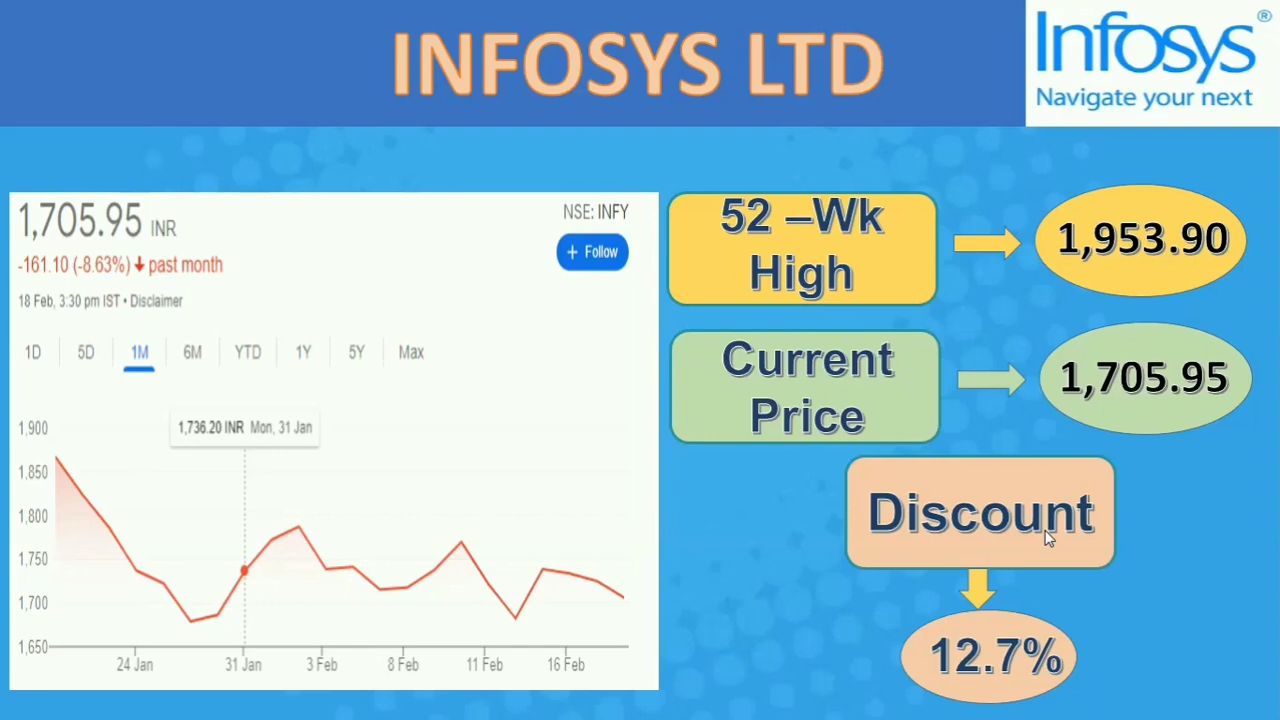 INFOSYS LTD
Infosys®
Navigate your next
1,705.95 INR
NSE: INFY
-161.10 (-8.63%) ↓ past month
+ Follow
18 Feb, 3:30 pm IST • Disclaimer
1D 5D 1M 6M YTD 1Y 5Y Max
1,736.20 INR Mon, 31 Jan
1,900
1,850
1,800
1,750
1,700
1,650
24 Jan 31 Jan 3 Feb 8 Feb 11 Feb 16 Feb
52 –Wk
High
1,953.90
Current
Price
1,705.95
Discount
12.7%